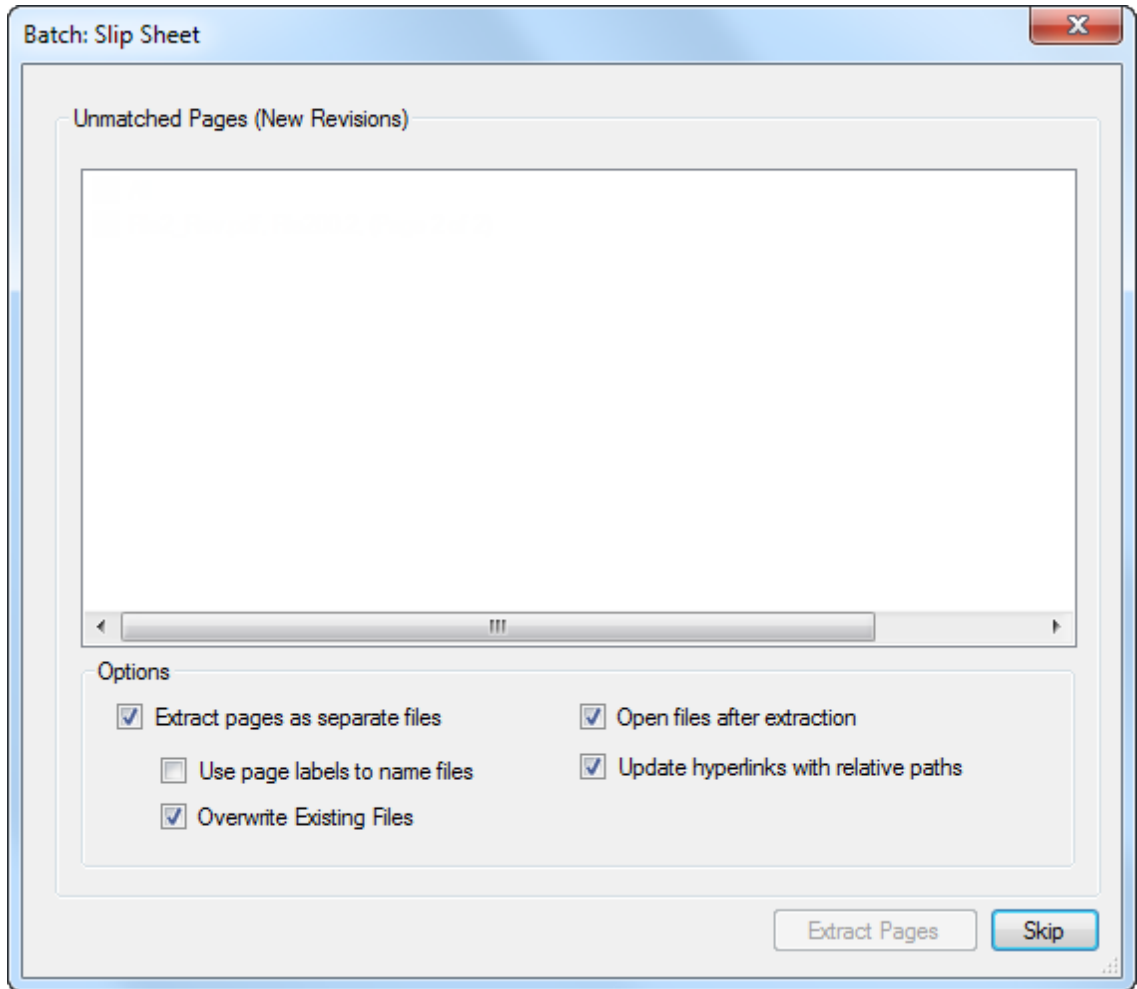 Batch: Slip Sheet
Unmatched Pages (New Revisions)
Options
Extract pages as separate files
Open files after extraction
Use page labels to name files
Update hyperlinks with relative paths
Overwrite Existing Files
Extract Pages
Skip